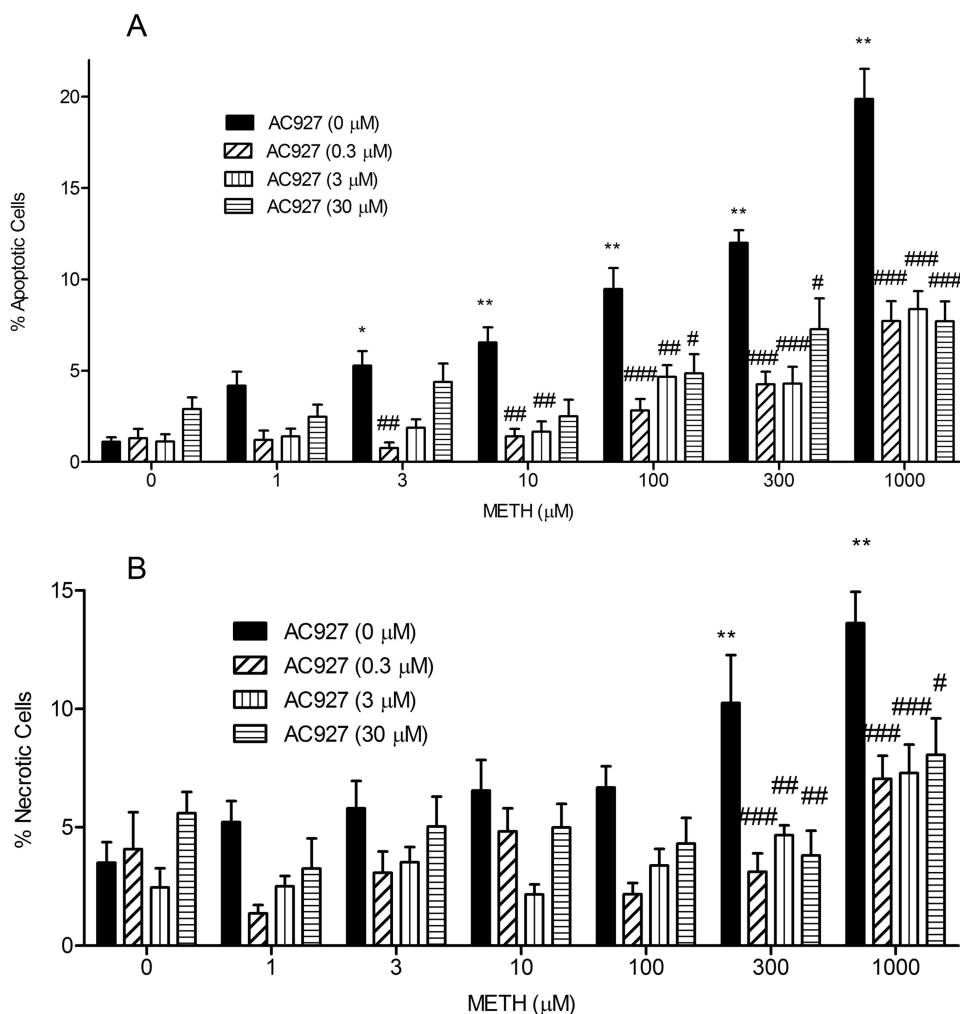 A
**
20
AC927 (0 μM)
AC927 (0.3 μM)
AC927 (3 μM)
AC927 (30 μM)
15
% Apoptotic Cells
**
**
10
###
###
###
#
**
*
##
#
###
###
###
5
##
##
##
0
0 1 3 10 100 300 1000
METH (μM)
B
**
15
AC927 (0 μM)
AC927 (0.3 μM)
AC927 (3 μM)
AC927 (30 μM)
**
% Necrotic Cells
10
#
###
###
##
##
###
5
0
0 1 3 10 100 300 1000
METH (μM)